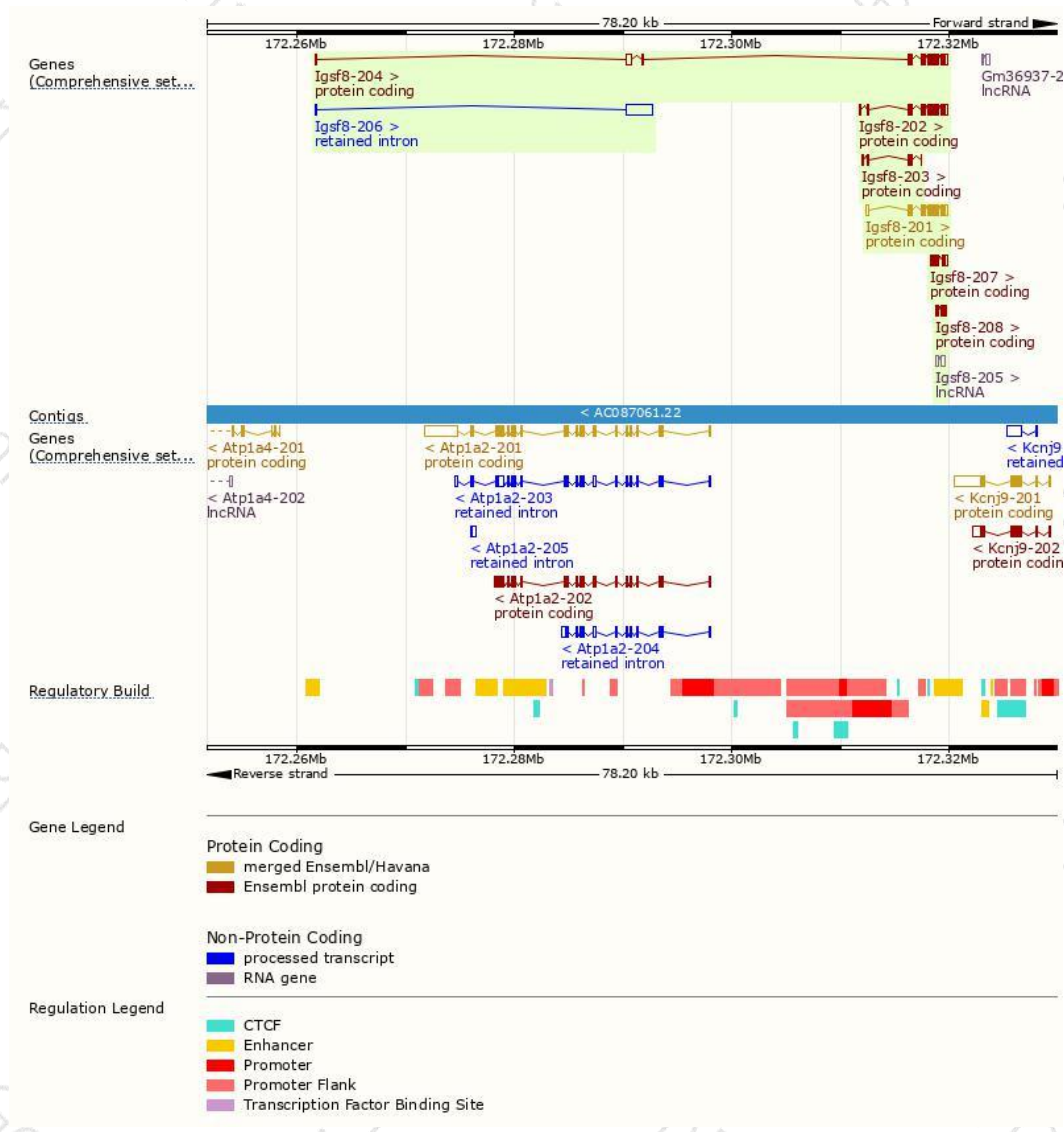 78.20 kb
Forward strand
172.26Mb 172.28Mb 172.30Mb 172.32Mb
Genes
(Comprehensive set...
Igsf8-204 >
protein coding
Gm36937-2
lncRNA
Igsf8-206 >
retained intron
Igsf8-202 >
protein coding
Igsf8-203 >
protein coding
Igsf8-201 >
protein coding
Igsf8-207 >
protein coding
Igsf8-208 >
protein coding
Igsf8-205 >
lncRNA
Contigs
< AC087061.22
Genes
(Comprehensive set...
< Atp1a4-201
protein coding
< Atp1a2-201
protein coding
< Kcnj9
retained
< Atp1a4-202
lncRNA
< Atp1a2-203
retained intron
< Kcnj9-201
protein coding
< Atp1a2-205
retained intron
< Kcnj9-202
protein codin
< Atp1a2-202
protein coding
< Atp1a2-204
retained intron
Regulatory Build
172.26Mb 172.28Mb 172.30Mb 172.32Mb
Reverse strand
78.20 kb
Gene Legend
Protein Coding
merged Ensembl/Havana
Ensembl protein coding
Non-Protein Coding
processed transcript
RNA gene
Regulation Legend
CTCF
Enhancer
Promoter
Promoter Flank
Transcription Factor Binding Site